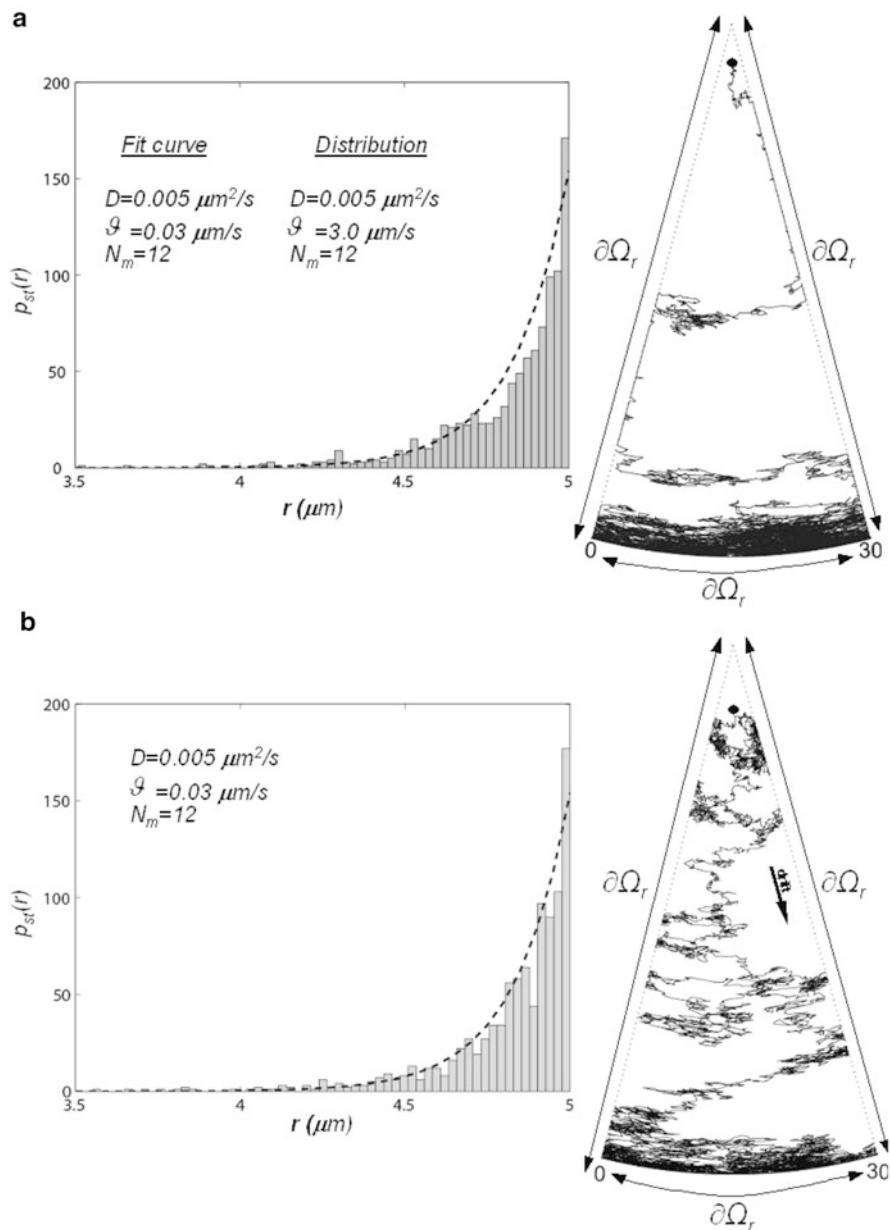 a
200
150
100
50
0
p_st(r)
Fit curve
Distribution
D=0.005 μm²/s
ϑ =0.03 μm/s
N_m=12
D=0.005 μm²/s
ϑ =3.0 μm/s
N_m=12
3.5
4
4.5
5
r (μm)
∂Ω_r
∂Ω_r
0
30
∂Ω_r
b
200
150
100
50
0
p_st(r)
D=0.005 μm²/s
ϑ =0.03 μm/s
N_m=12
3.5
4
4.5
5
r (μm)
∂Ω_r
drift
∂Ω_r
0
30
∂Ω_r